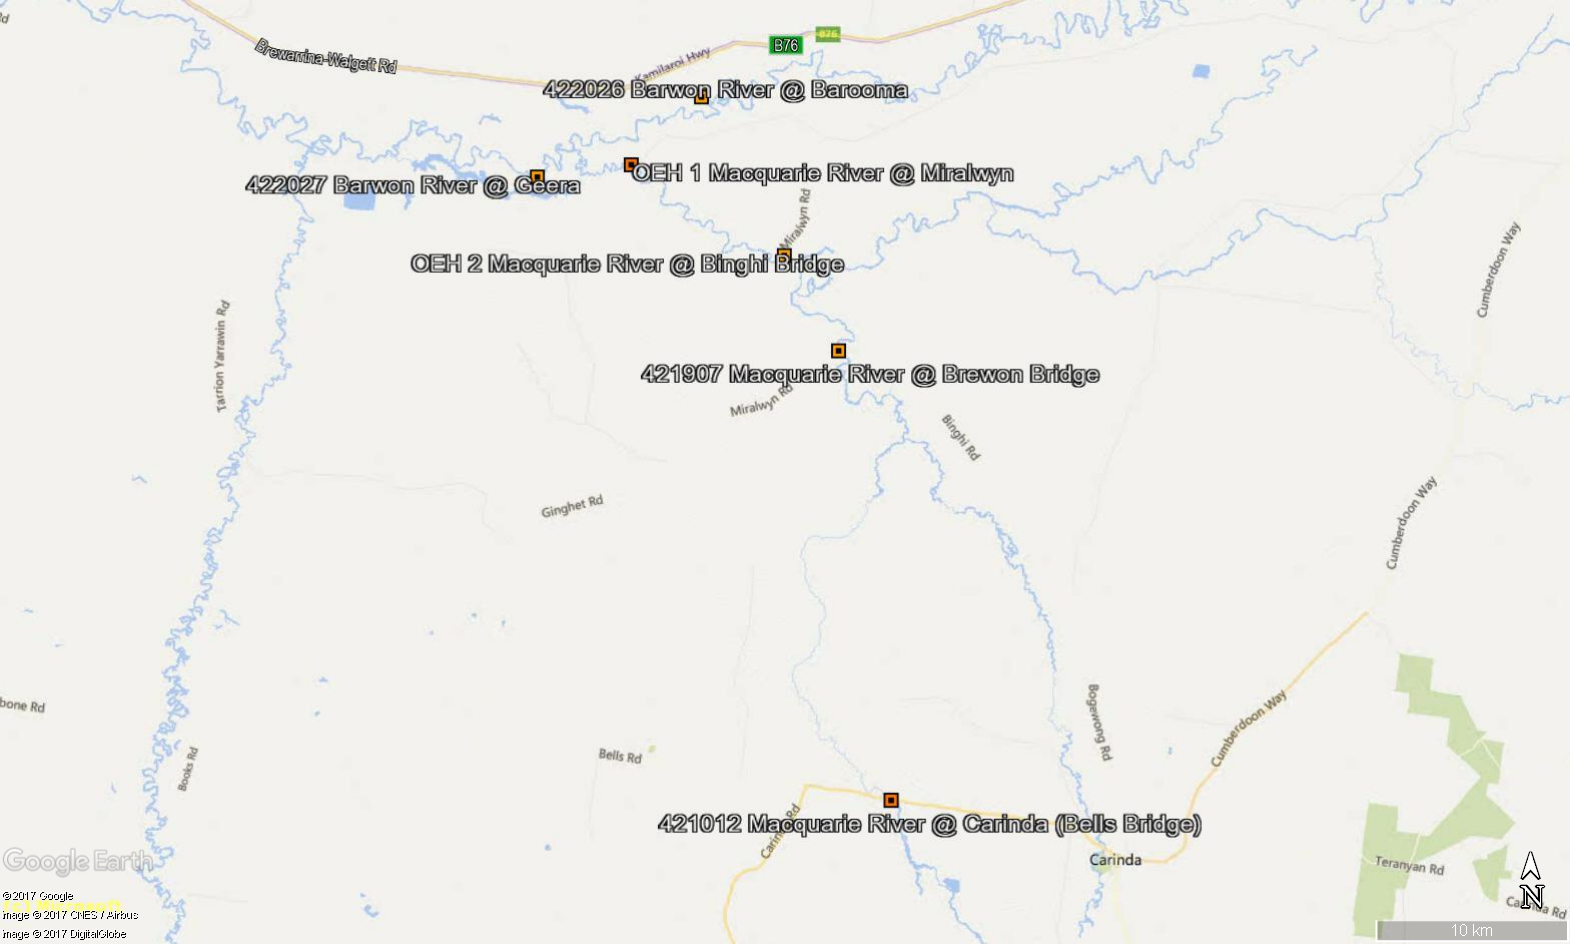 Rd
Brewarrina-Walgett Rd
B76
B76
Kamilaroi Hwy
422026 Barwon River @ Barooma
422027 Barwon River @ Geera
OEH 1 Macquarie River @ Miralwyn
Miralwyn Rd
OEH 2 Macquarie River @ Binghi Bridge
Cumberdoon Way
Tarrion Yarrawin Rd
421907 Macquarie River @ Brewon Bridge
Miralwyn Rd
Binghi Rd
Ginghet Rd
Cumberdoon Way
bone Rd
Bogewong Rd
Cumberdoon Way
Books Rd
Bells Rd
421012 Macquarie River @ Carinda (Bells Bridge)
Carinda Rd
Carinda
Teranyan Rd
Carinda Rd
Google Earth
© 2017 Google
(C) Microsoft
Image © 2017 CNES / Airbus
Image © 2017 DigitalGlobe
N
10 km